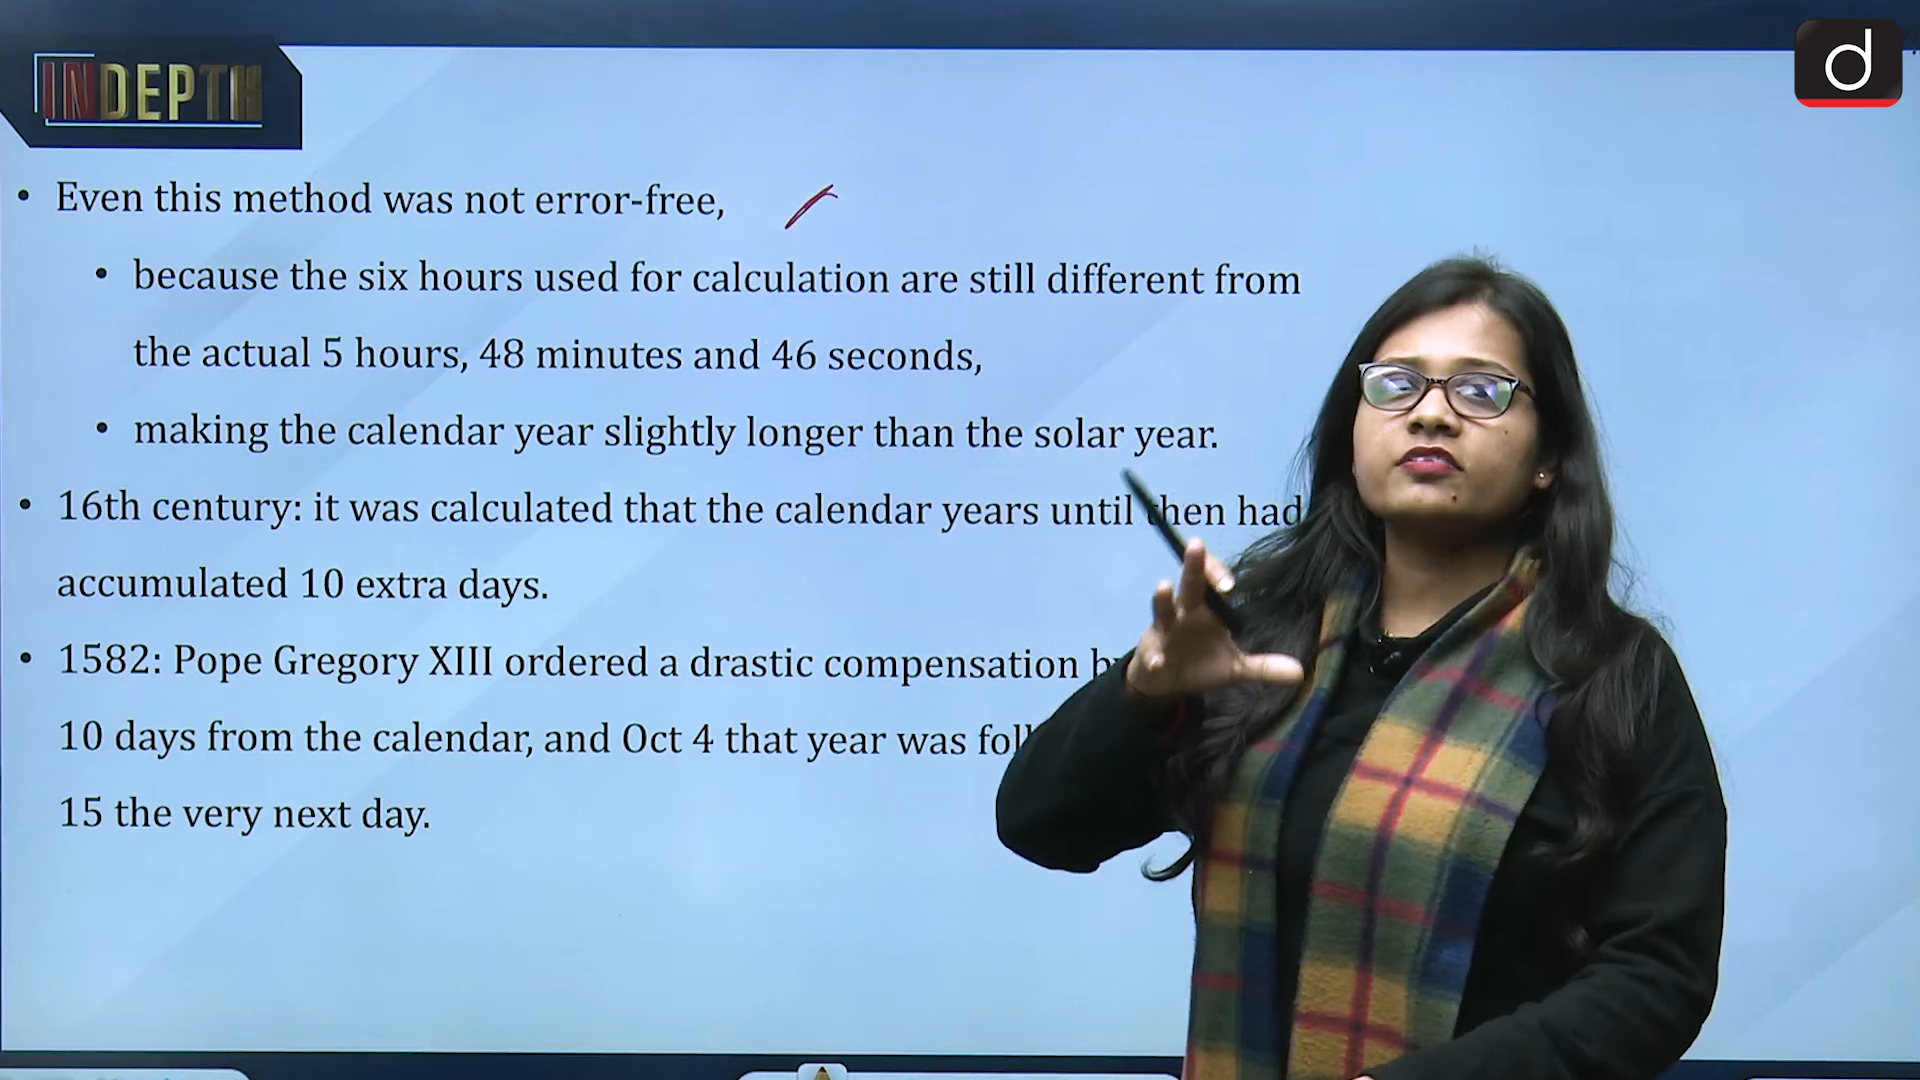 INDEPTH
d
• Even this method was not error-free,
• because the six hours used for calculation are still different from
the actual 5 hours, 48 minutes and 46 seconds,
• making the calendar year slightly longer than the solar year.
• 16th century: it was calculated that the calendar years until then had
accumulated 10 extra days.
• 1582: Pope Gregory XIII ordered a drastic compensation
10 days from the calendar, and Oct 4 that year was
15 the very next day.